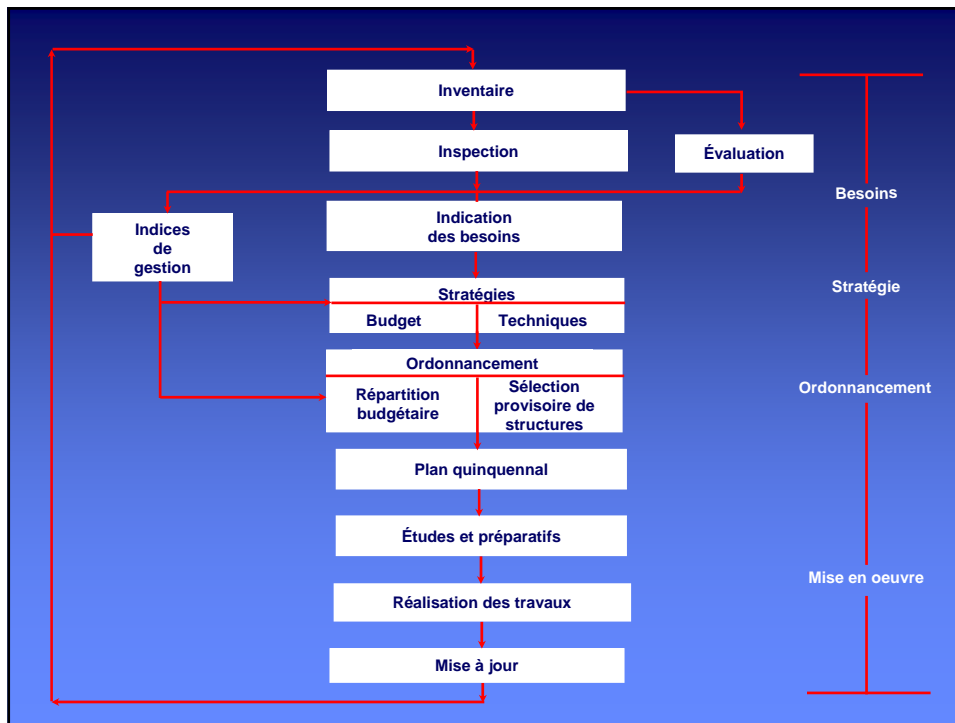 Inventaire
Inspection
Évaluation
Besoins
Indices
de
gestion
Indication
des besoins
Stratégie
Stratégies
Budget
Techniques
Ordonnancement
Ordonnancement
Répartition
budgétaire
Sélection
provisoire de
structures
Plan quinquennal
Études et préparatifs
Mise en oeuvre
Réalisation des travaux
Mise à jour